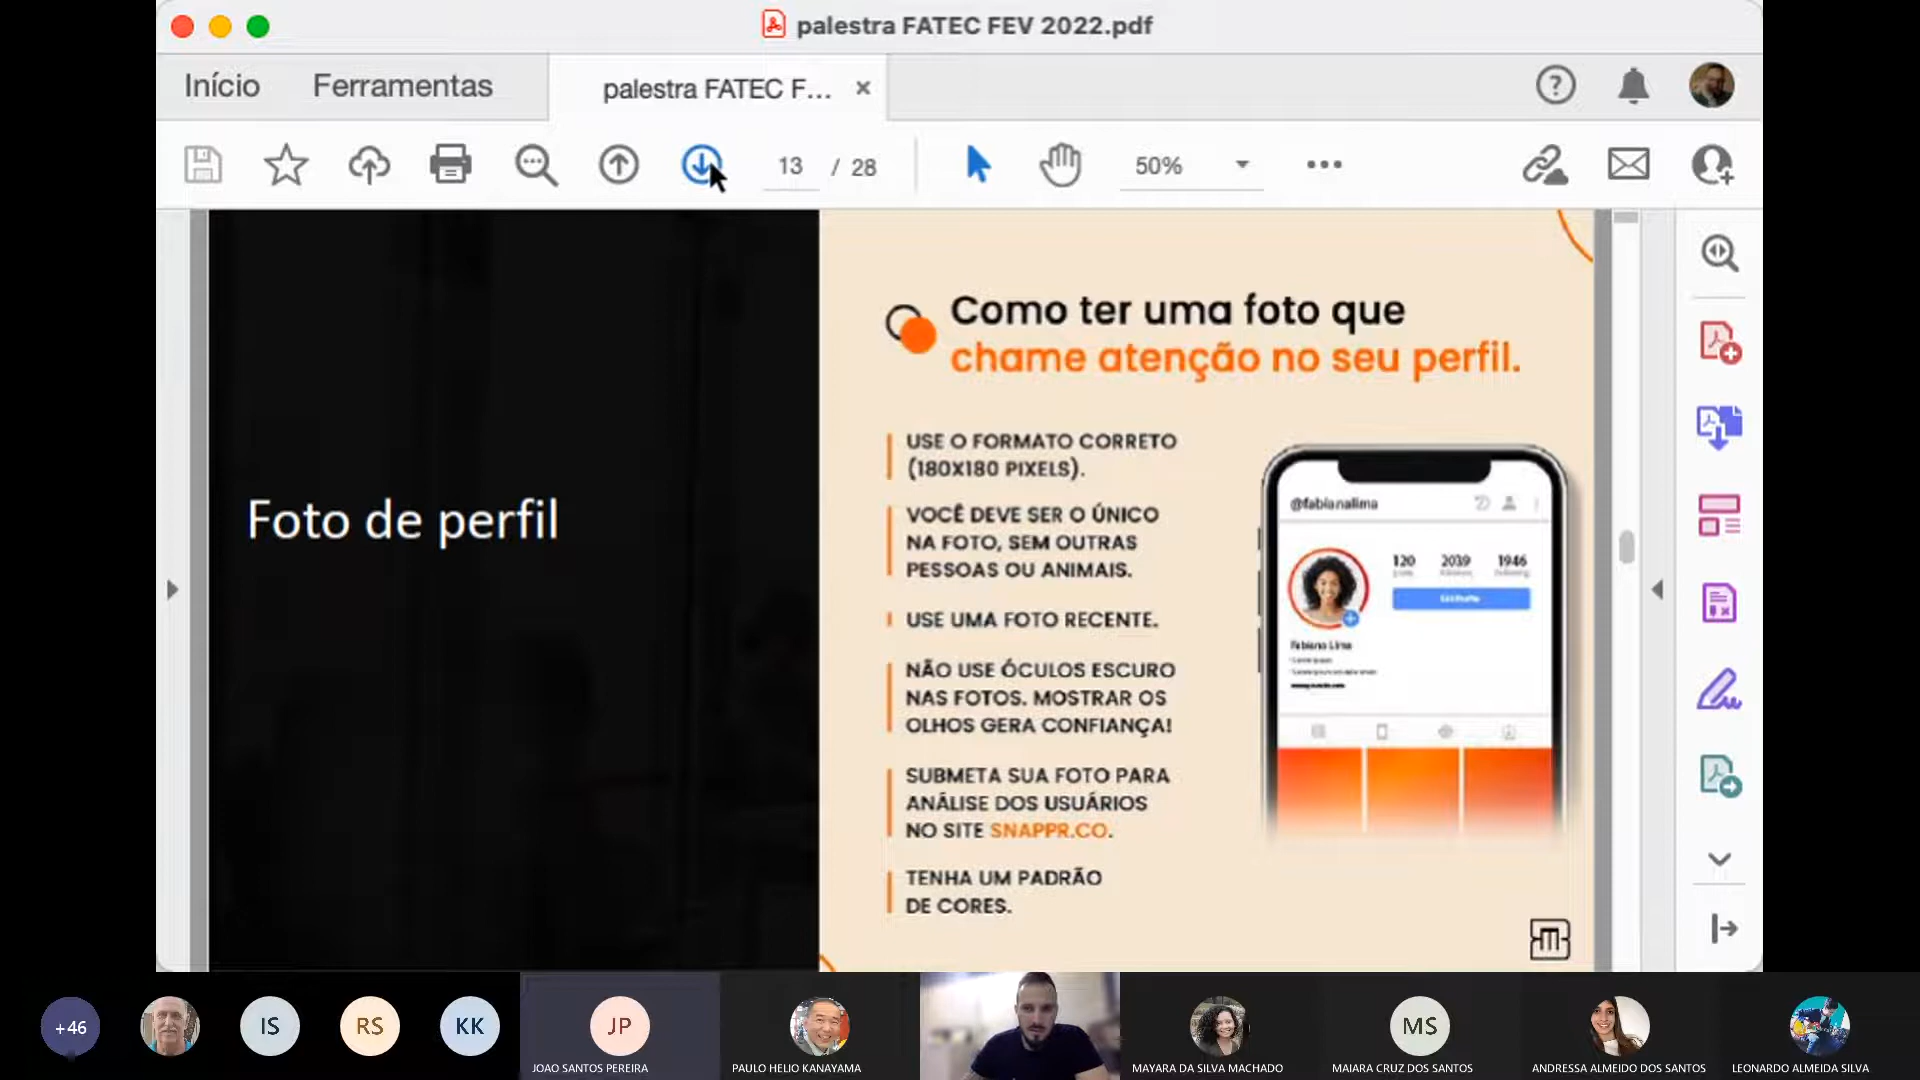 palestra FATEC FEV 2022.pdf
Início
Ferramentas
palestra FATEC F...
13 / 28
50%
Foto de perfil
Como ter uma foto que
chame atenção no seu perfil.
USE O FORMATO CORRETO
(180X180 PIXELS).
VOCÊ DEVE SER O ÚNICO
NA FOTO, SEM OUTRAS
PESSOAS OU ANIMAIS.
USE UMA FOTO RECENTE.
NÃO USE ÓCULOS ESCURO
NAS FOTOS. MOSTRAR OS
OLHOS GERA CONFIANÇA!
SUBMETA SUA FOTO PARA
ANÁLISE DOS USUÁRIOS
NO SITE SNAPPR.CO.
TENHA UM PADRÃO
DE CORES.
@fabianalima
120 2039 1946
Fabiana Lima
+46
IS
RS
KK
JP
MS
JOAO SANTOS PEREIRA
PAULO HELIO KANAYAMA
MAYARA DA SILVA MACHADO
MAIARA CRUZ DOS SANTOS
ANDRESSA ALMEIDO DOS SANTOS
LEONARDO ALMEIDA SILVA